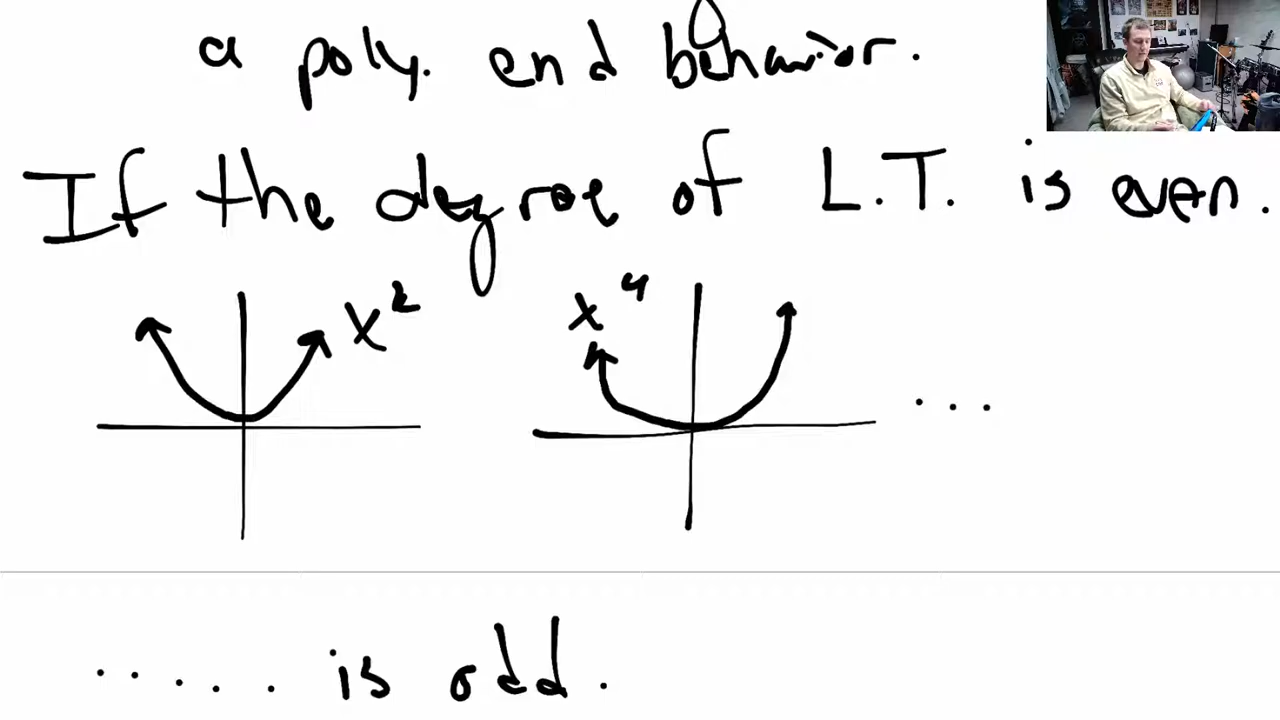 a poly. end behavior.
If the degree of L.T. is even.
x² x⁴ ...
..... is odd.